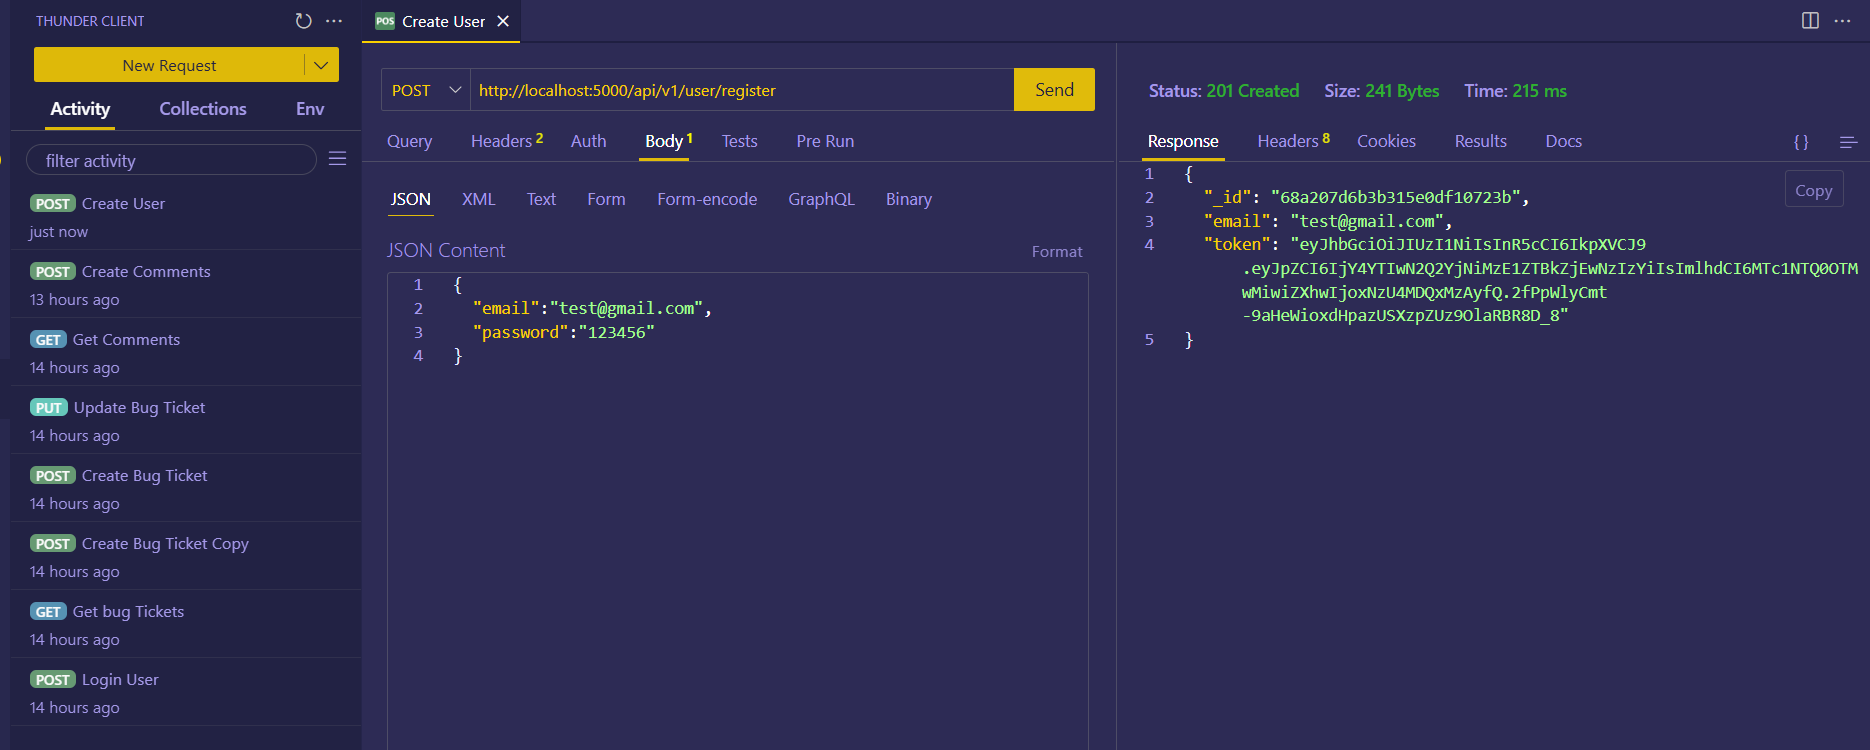 THUNDER CLIENT
New Request
Activity Collections Env
filter activity
POST Create User
just now
POST Create Comments
13 hours ago
GET Get Comments
14 hours ago
PUT Update Bug Ticket
14 hours ago
POST Create Bug Ticket
14 hours ago
POST Create Bug Ticket Copy
14 hours ago
GET Get bug Tickets
14 hours ago
POST Login User
14 hours ago
POS Create User
POST http://localhost:5000/api/v1/user/register Send
Query Headers 2 Auth Body 1 Tests Pre Run
JSON XML Text Form Form-encode GraphQL Binary
JSON Content Format
1 {
2 "email":"test@gmail.com",
3 "password":"123456"
4 }
Status: 201 Created Size: 241 Bytes Time: 215 ms
Response Headers 8 Cookies Results Docs {}
Copy
1 {
2 "_id": "68a207d6b3b315e0df10723b",
3 "email": "test@gmail.com",
4 "token": "eyJhbGciOiJIUzI1NiIsInR5cCI6IkpXVCJ9
.eyJpZCI6IjY4YTIwN2Q2YjNiMzE1ZTBkZjEwNzIzYiIsImlhdCI6MTc1NTQ0OTM
wMiwiZXhwIjoxNzU4MDQxMzAyfQ.2fPpWlyCmt
-9aHeWioxdHpazUSXzpZUz9OlaRBR8D_8"
5 }